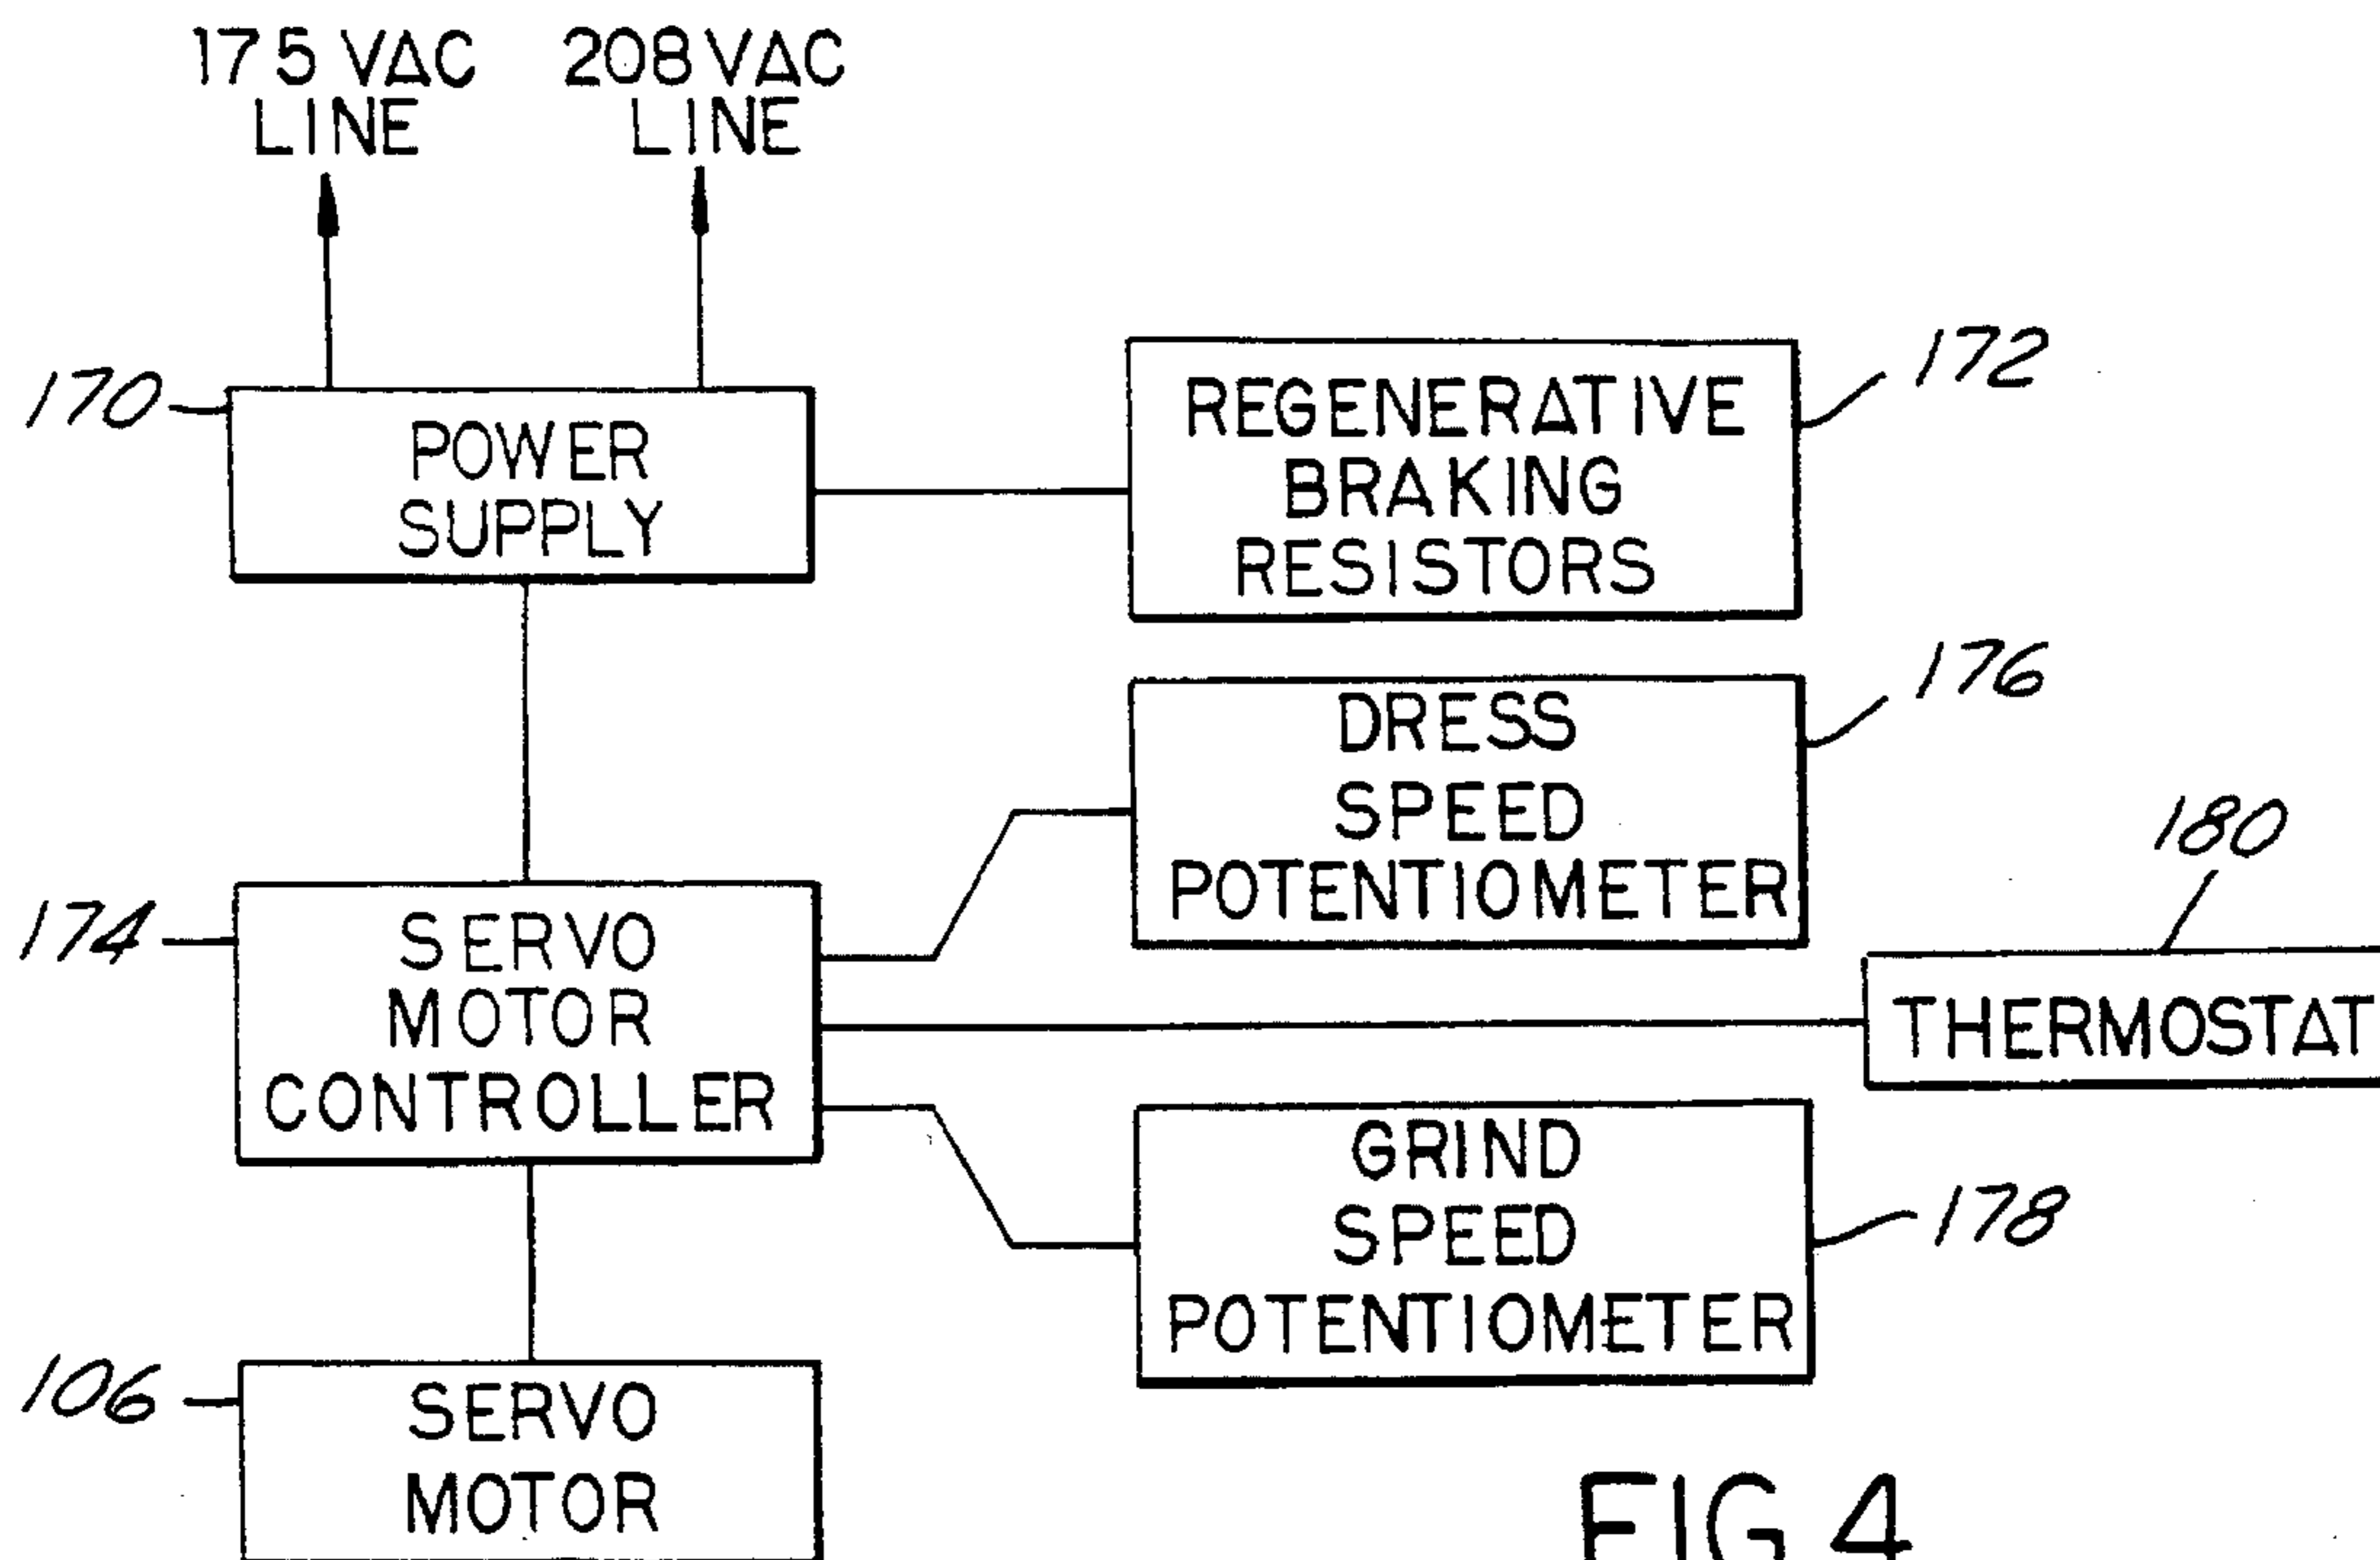 175 VAC
LINE
208 VAC
LINE
170
POWER
SUPPLY
REGENERATIVE
BRAKING
RESISTORS
172
DRESS
SPEED
POTENTIOMETER
176
180
THERMOSTAT
174
SERVO
MOTOR
CONTROLLER
GRIND
SPEED
POTENTIOMETER
178
106
SERVO
MOTOR
FIG 4